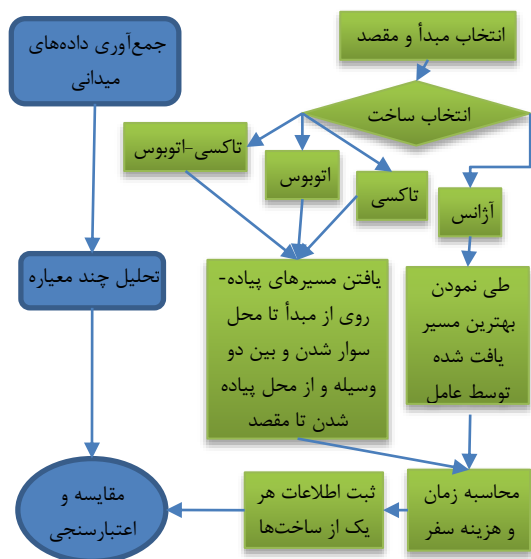 جمع‌آوری داده‌های
میدانی
تحلیل چند معیاره
مقایسه و
اعتبارسنجی
انتخاب مبدأ و مقصد
انتخاب ساخت
تاکسی-اتوبوس
اتوبوس
تاکسی
آژانس
یافتن مسیرهای پیاده-
روی از مبدأ تا محل
سوار شدن و بین دو
وسیله و از محل پیاده
شدن تا مقصد
طی نمودن
بهترین مسیر
یافت شده
توسط عامل
محاسبه زمان
و هزینه سفر
ثبت اطلاعات هر
یک از ساخت‌ها